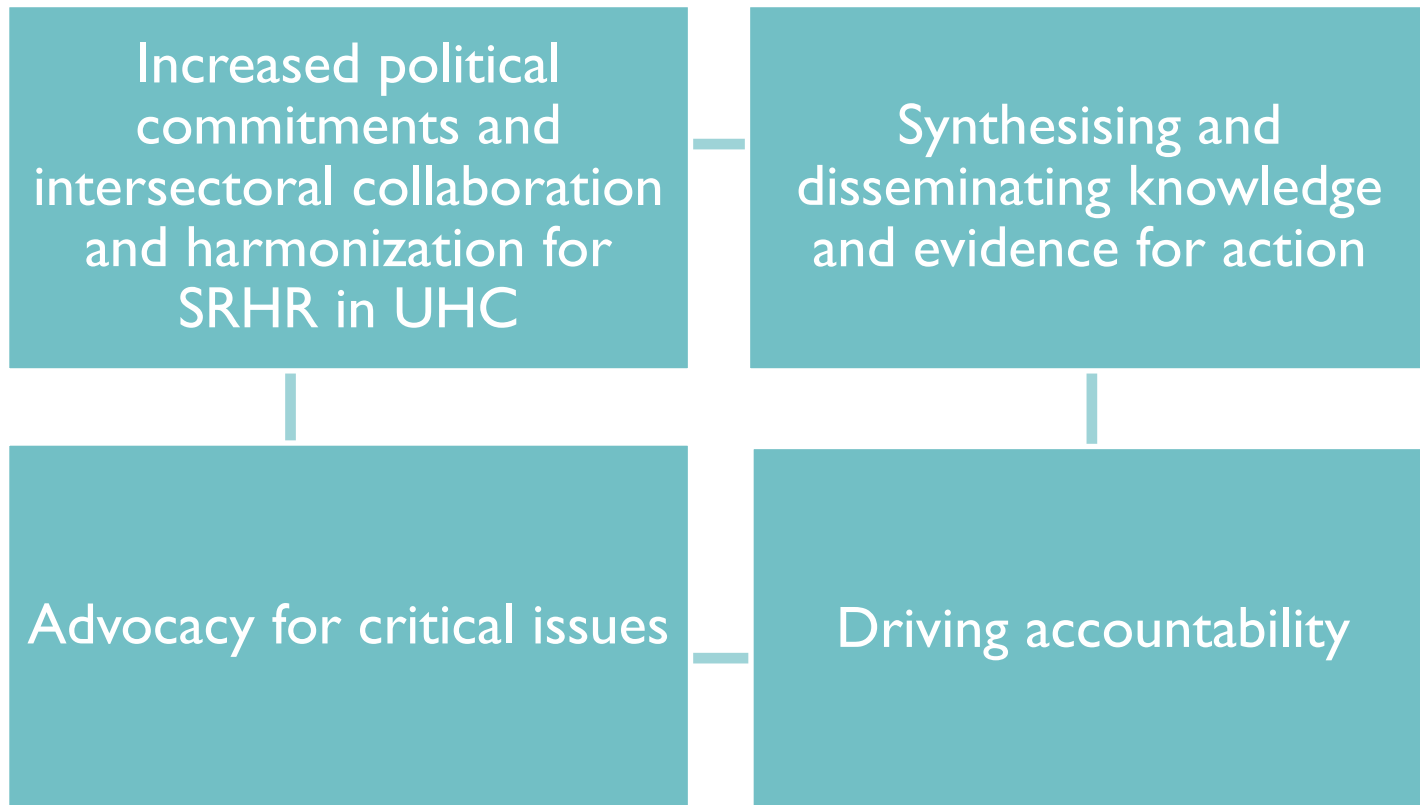 Increased political
commitments and
intersectoral collaboration
and harmonization for
SRHR in UHC
Synthesising and
disseminating knowledge
and evidence for action
Advocacy for critical issues
Driving accountability